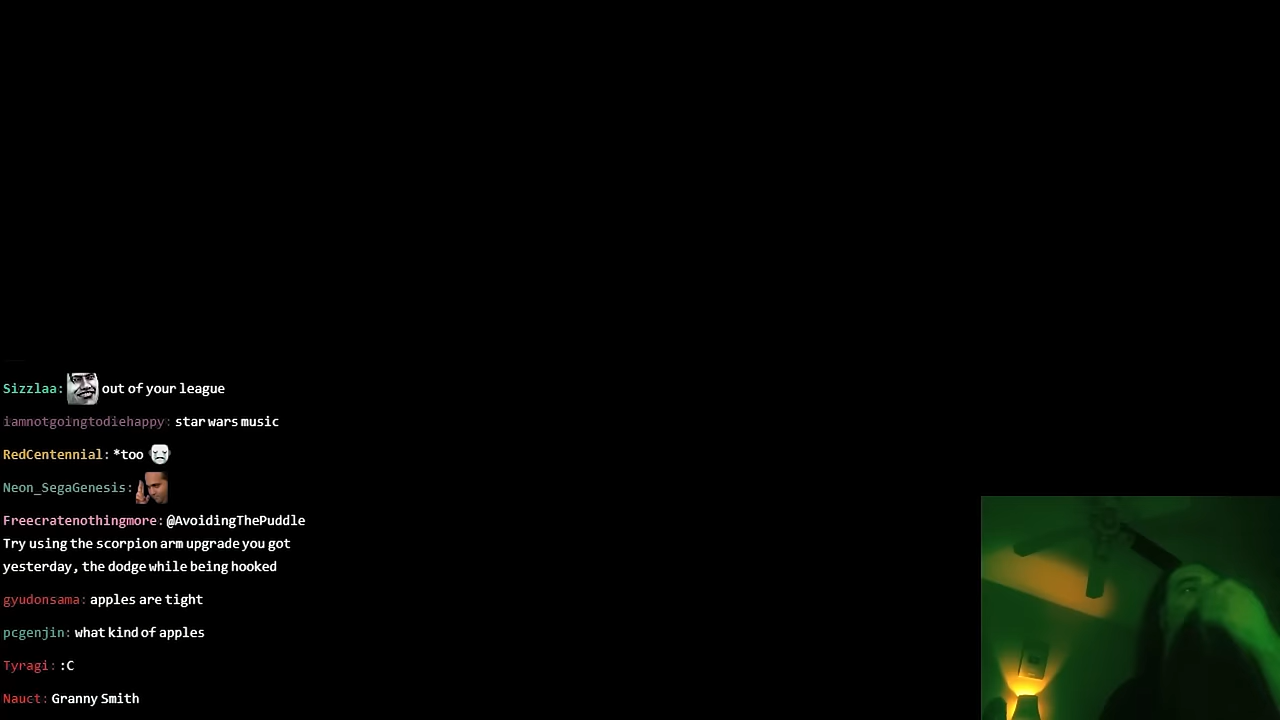 Sizzlaa: out of your league
iamnotgoingtodiehappy: star wars music
RedCentennial: *too
Neon_SegaGenesis:
Freecratenothingmore: @AvoidingThePuddle
Try using the scorpion arm upgrade you got
yesterday, the dodge while being hooked
gyudonsama: apples are tight
pcgenjin: what kind of apples
Tyragi: :C
Nauct: Granny Smith